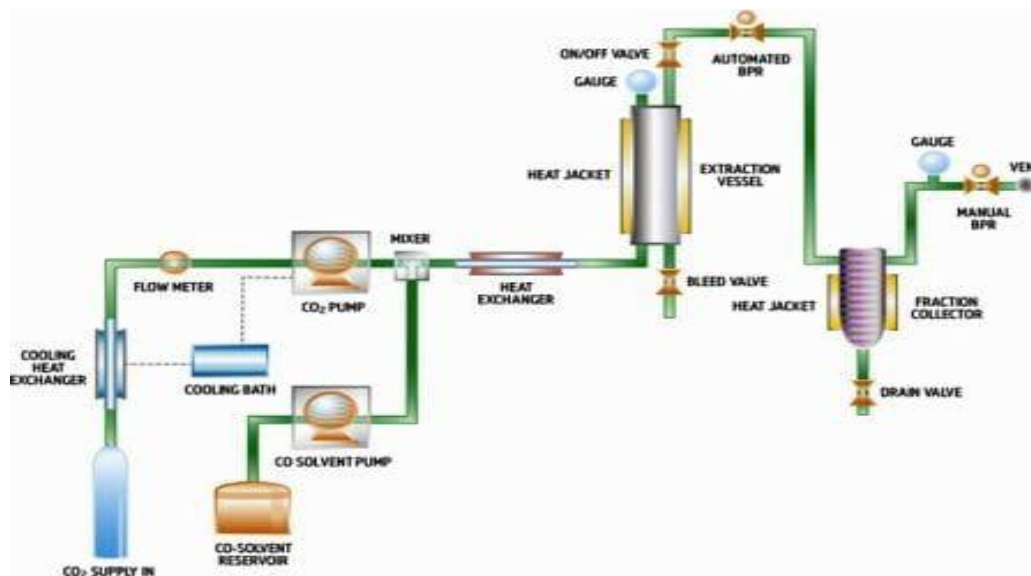 ON/OFF VALVE
AUTOMATED
BPR
GAUGE
HEAT JACKET
EXTRACTION
VESSEL
GAUGE
VEN
MANUAL
BPR
MIXER
FLOW METER
CO₂ PUMP
HEAT
EXCHANGER
BLEED VALVE
HEAT JACKET
FRACTION
COLLECTOR
COOLING
HEAT
EXCHANGER
COOLING BATH
DRAIN VALVE
CO SOLVENT PUMP
CO-SOLVENT
RESERVOIR
CO₂ SUPPLY IN